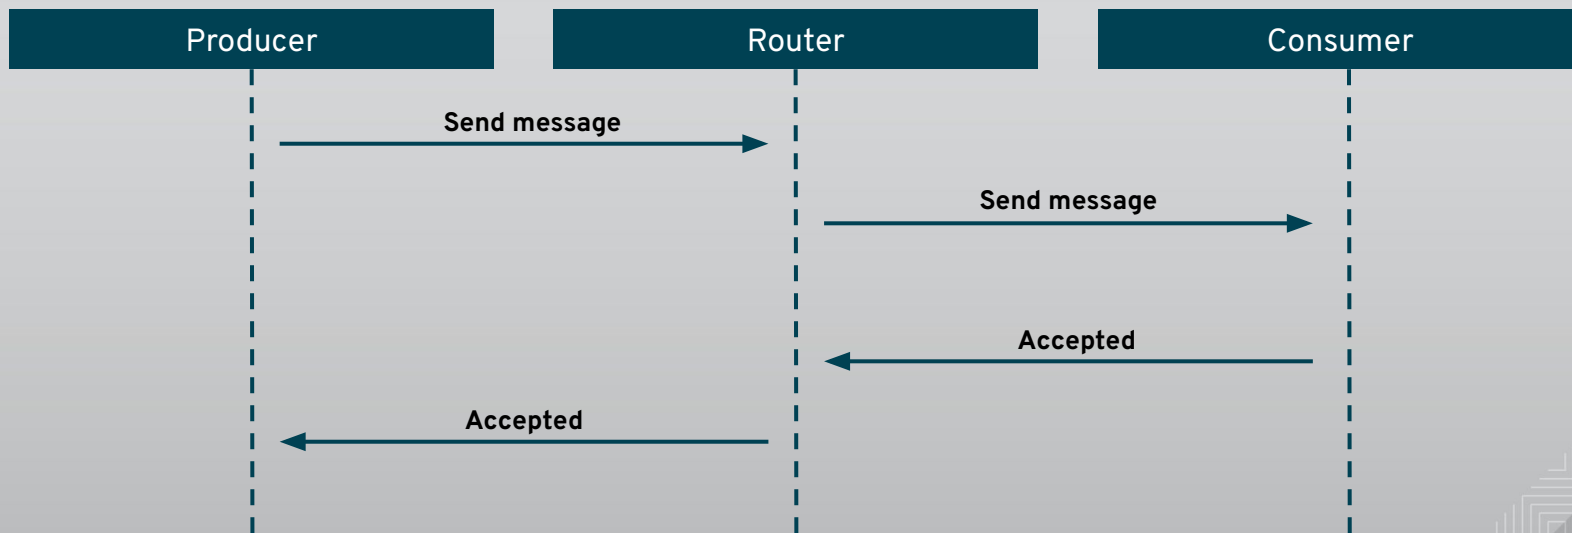 Producer
Router
Consumer
Send message
Send message
Accepted
Accepted